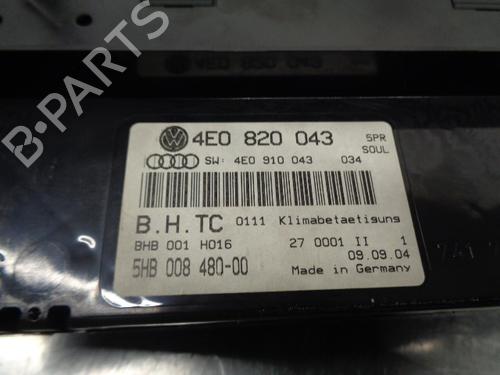 4E0 820 043
5PR
SOUL
SW: 4E0 910 043 034
B.H.TC 0111 Klimabetaetigung
BHB 001 H016 27 0001 II 1
5HB 008 480-00 09.09.04
Made in Germany
B-PARTS